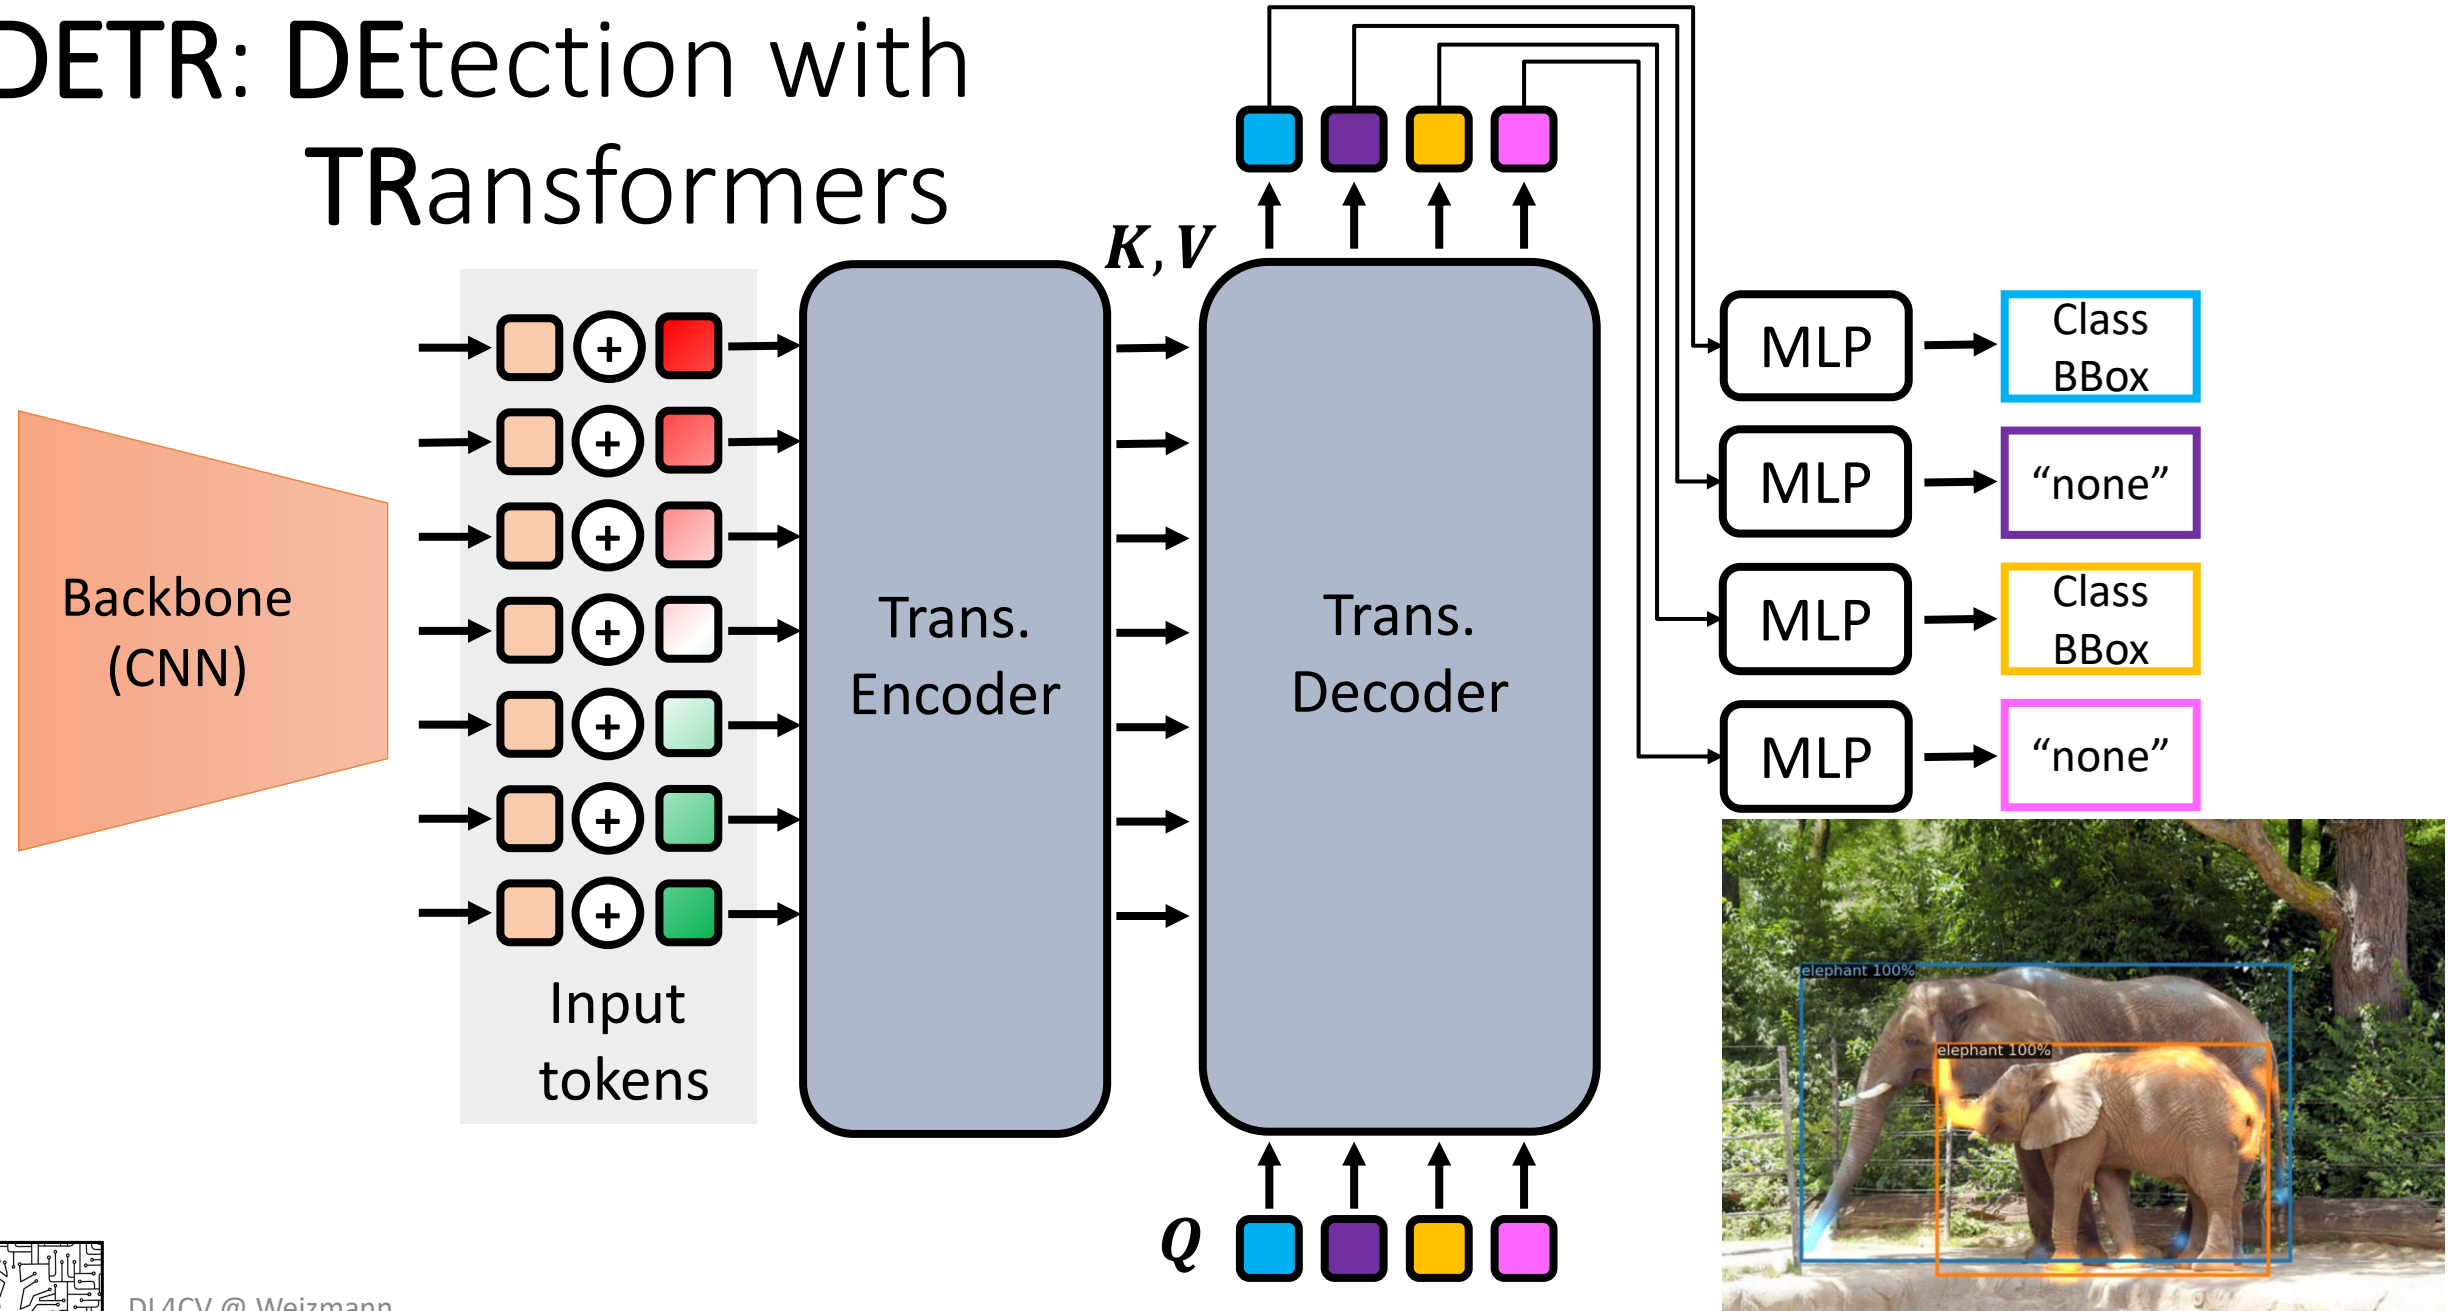 DETR: DEtection with
TRansformers
K, V
Backbone
(CNN)
+
+
+
+
+
+
+
Input
tokens
Trans.
Encoder
Trans.
Decoder
Q
MLP
Class
BBox
MLP
“none”
MLP
Class
BBox
MLP
“none”
elephant 100%
elephant 100%
DL4CV @ Weizmann